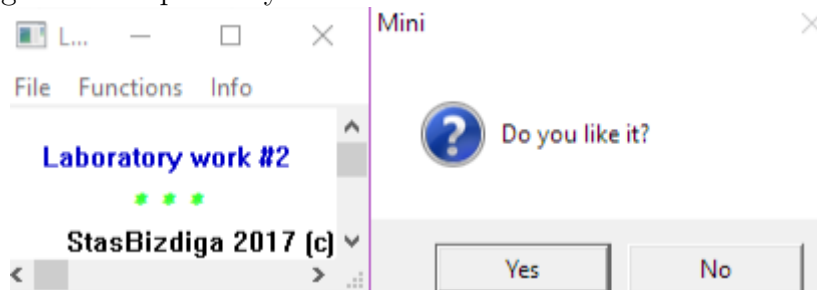 L...
File Functions Info
Laboratory work #2
* * *
StasBizdiga 2017 (c)
Mini
Do you like it?
Yes No